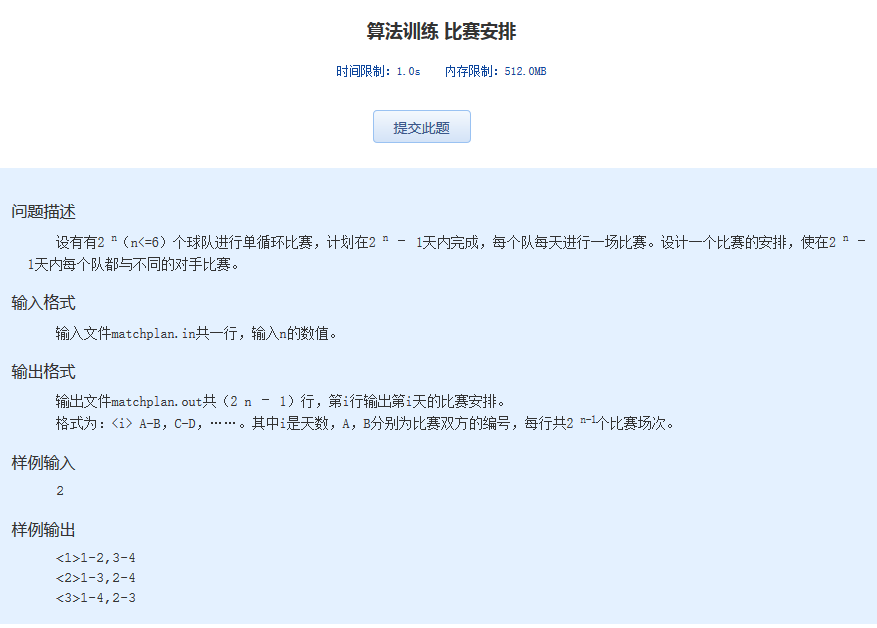 算法训练 比赛安排
时间限制：1.0s 内存限制：512.0MB
提交此题
问题描述
设有有2 n（n<=6）个球队进行单循环比赛，计划在2 n － 1天内完成，每个队每天进行一场比赛。设计一个比赛的安排，使在2 n －
1天内每个队都与不同的对手比赛。
输入格式
输入文件matchplan.in共一行，输入n的数值。
输出格式
输出文件matchplan.out共（2 n － 1）行，第i行输出第i天的比赛安排。
格式为：<i> A-B，C-D，……。其中i是天数，A，B分别为比赛双方的编号，每行共2 n-1个比赛场次。
样例输入
2
样例输出
<1>1-2,3-4
<2>1-3,2-4
<3>1-4,2-3